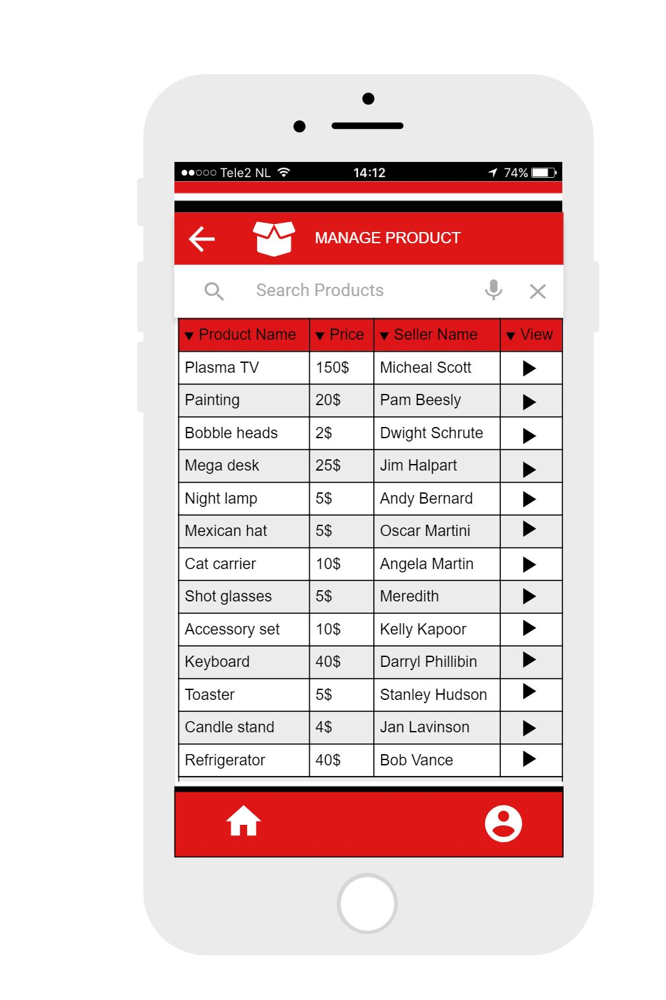 Tele2 NL 14:12 74%
MANAGE PRODUCT
Search Products
Product Name Price Seller Name View
Plasma TV 150$ Micheal Scott
Painting 20$ Pam Beesly
Bobble heads 2$ Dwight Schrute
Mega desk 25$ Jim Halpart
Night lamp 5$ Andy Bernard
Mexican hat 5$ Oscar Martini
Cat carrier 10$ Angela Martin
Shot glasses 5$ Meredith
Accessory set 10$ Kelly Kapoor
Keyboard 40$ Darryl Phillibin
Toaster 5$ Stanley Hudson
Candle stand 4$ Jan Lavinson
Refrigerator 40$ Bob Vance